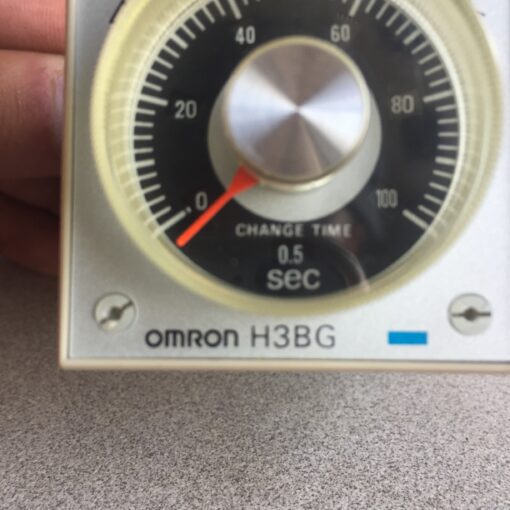 40 60
20 80
0 100
CHANGE TIME
0.5
sec
omron H3BG